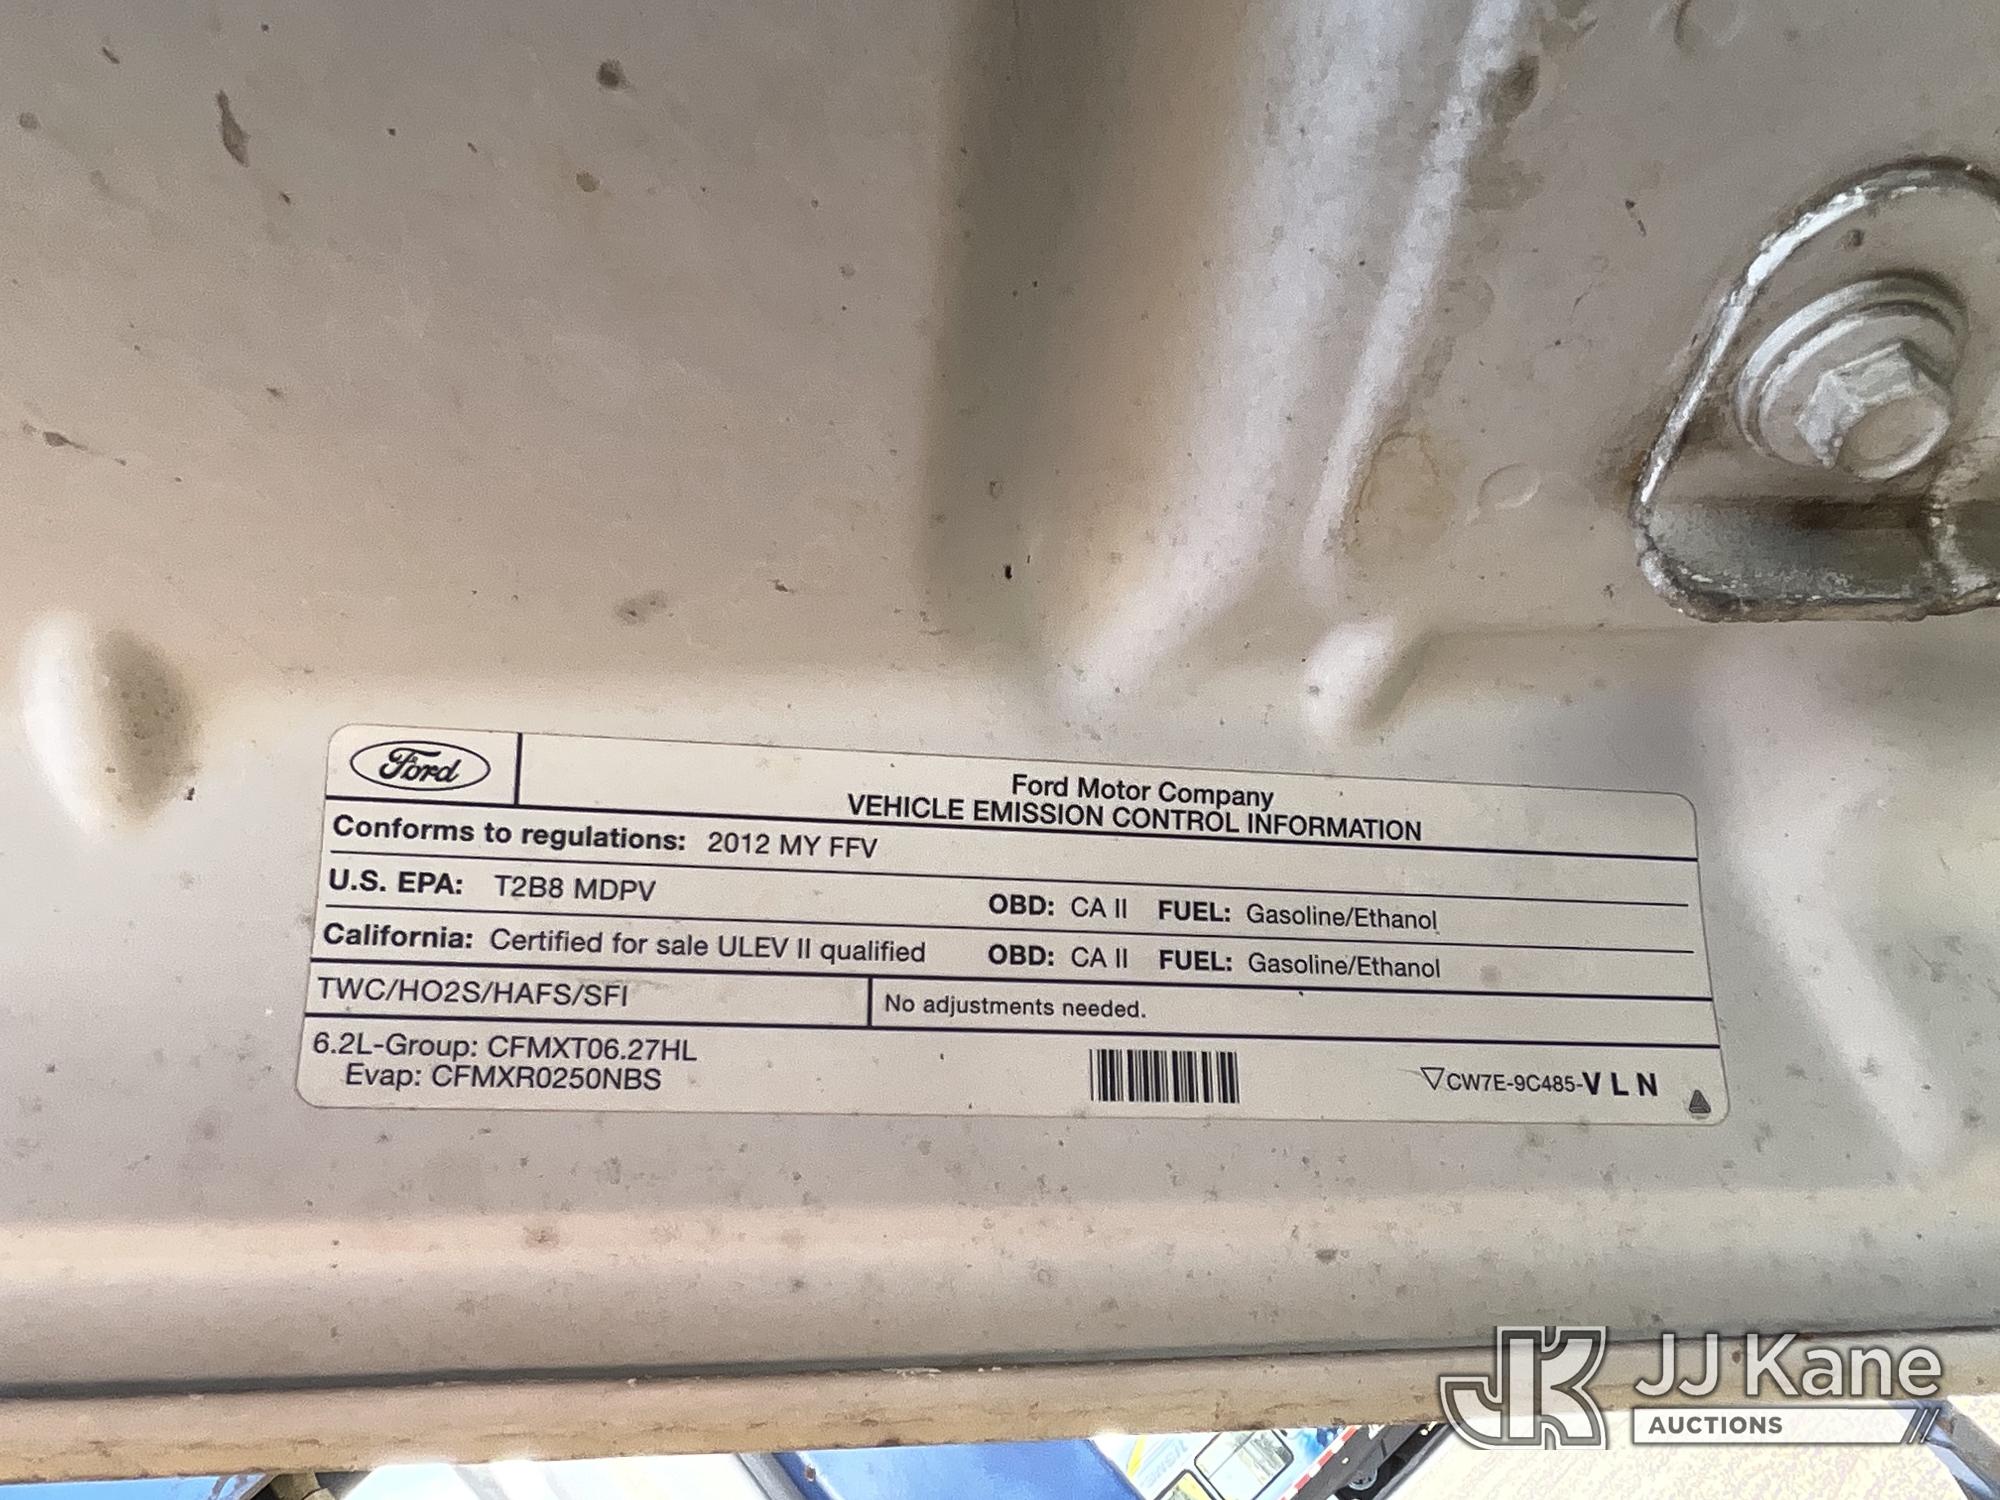 Ford
Ford Motor Company
VEHICLE EMISSION CONTROL INFORMATION
Conforms to regulations: 2012 MY FFV
U.S. EPA: T2B8 MDPV OBD: CA II FUEL: Gasoline/Ethanol
California: Certified for sale ULEV II qualified OBD: CA II FUEL: Gasoline/Ethanol
TWC/HO2S/HAFS/SFI No adjustments needed.
6.2L-Group: CFMXT06.27HL
Evap: CFMXR0250NBS
CW7E-9C485-V L N
JK JJ Kane
AUCTIONS